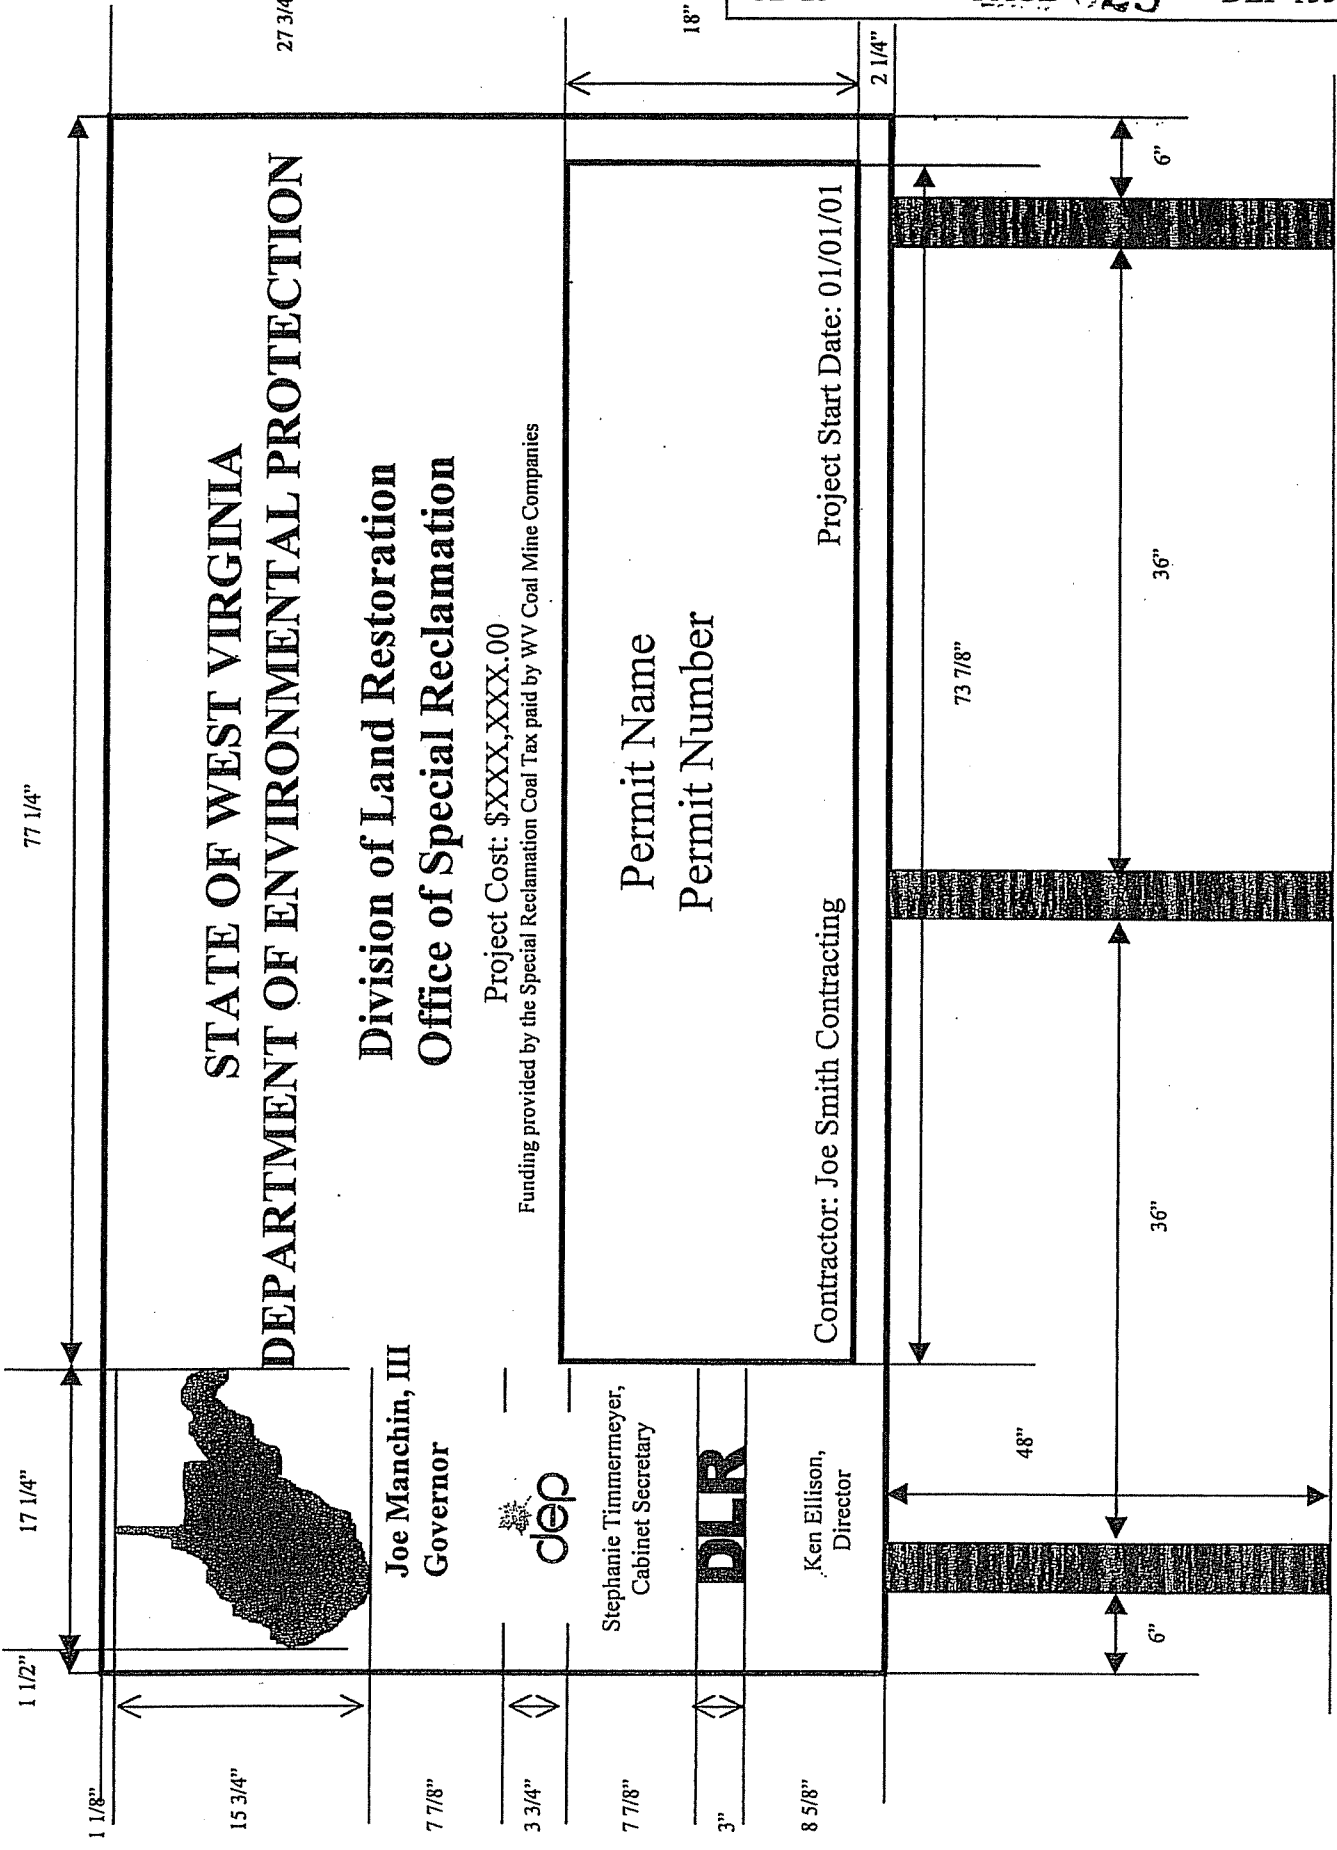 77 1/4"
17 1/4"
1 1/2"
1 1/8"
15 3/4"
7 7/8"
3 3/4"
7 7/8"
3"
8 5/8"
27 3/4
18"
2 1/4"
STATE OF WEST VIRGINIA
DEPARTMENT OF ENVIRONMENTAL PROTECTION
Division of Land Restoration
Office of Special Reclamation
Project Cost: $XXX,XXX.00
Funding provided by the Special Reclamation Coal Tax paid by WV Coal Mine Companies
Joe Manchin, III
Governor
dep
Stephanie Timmermeyer,
Cabinet Secretary
DLR
Ken Ellison,
Director
Permit Name
Permit Number
Contractor: Joe Smith Contracting
Project Start Date: 01/01/01
73 7/8"
48"
6"
36"
36"
6"